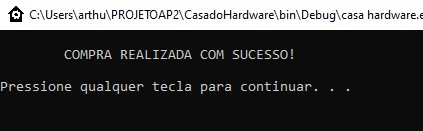 C:\Users\arthu\PROJETOAP2\CasadoHardware\bin\Debug\casa hardware.e
COMPRA REALIZADA COM SUCESSO!
Pressione qualquer tecla para continuar. . .